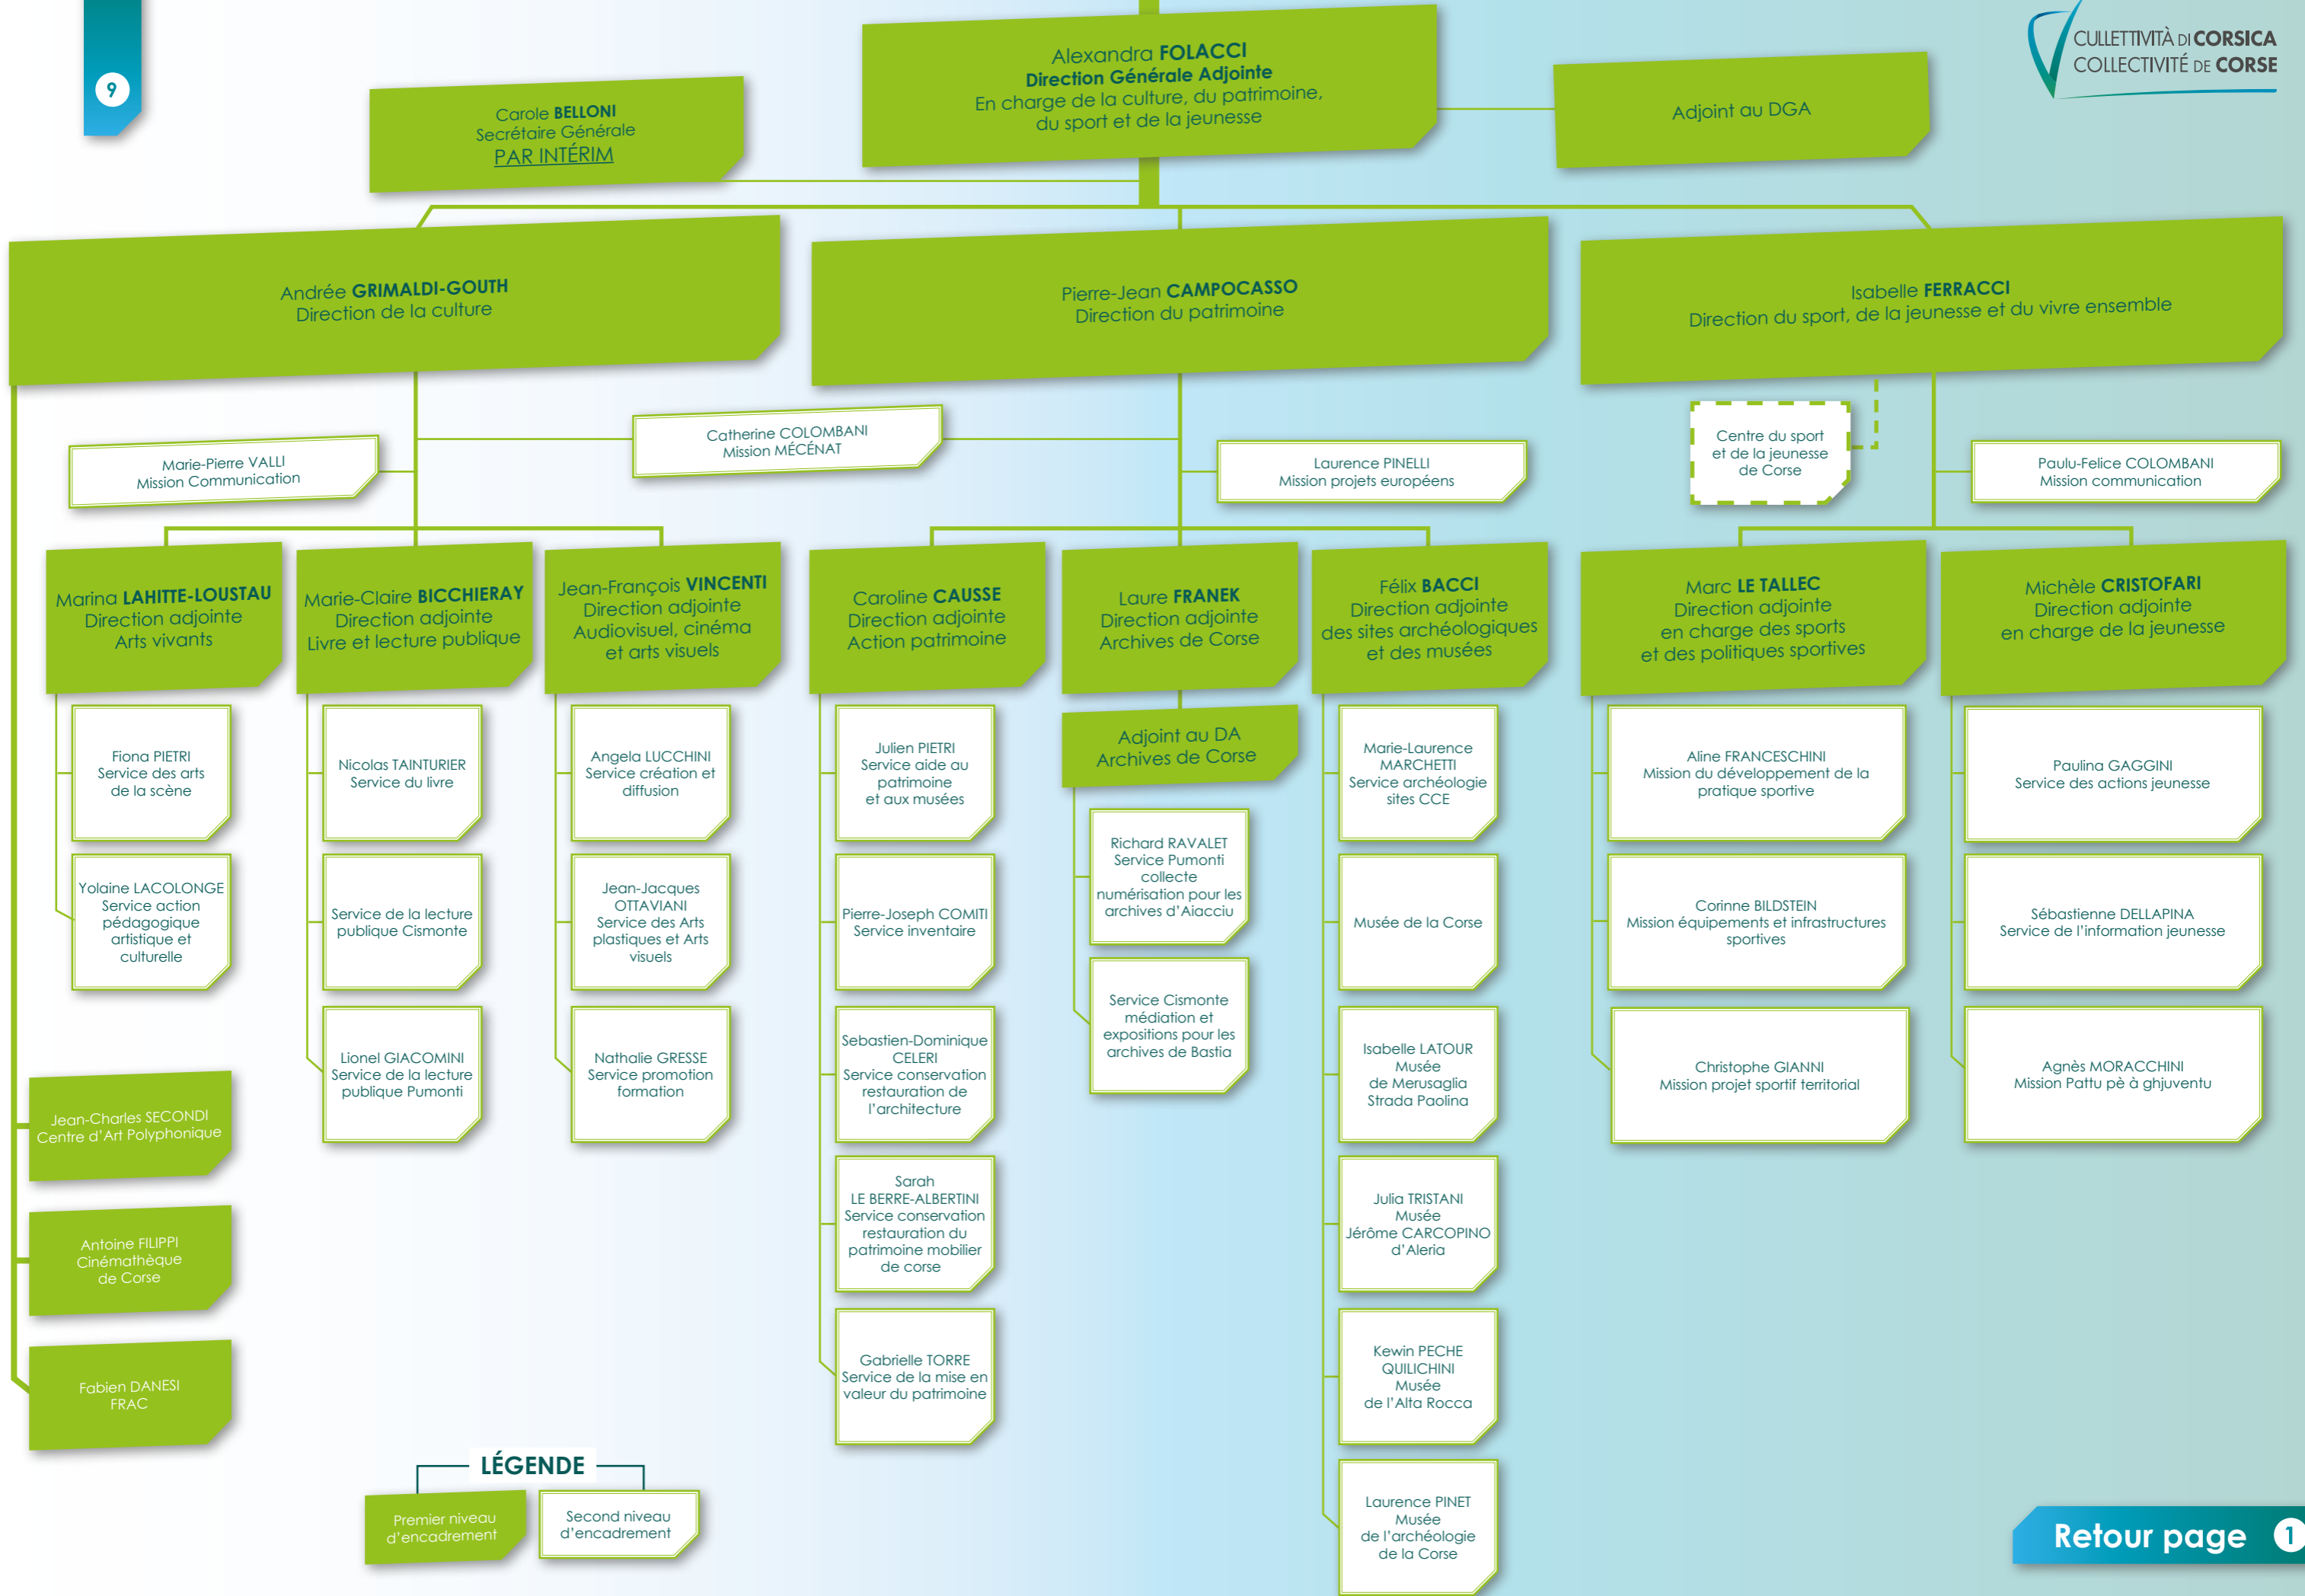 9
Alexandra FOLACCI
Direction Générale Adjointe
En charge de la culture, du patrimoine,
du sport et de la jeunesse
Carole BELLONI
Secrétaire Générale
PAR INTÉRIM
Adjoint au DGA
CULLETTIVITÀ DI CORSICA
COLLECTIVITÉ DE CORSE
Andrée GRIMALDI-GOUTH
Direction de la culture
Pierre-Jean CAMPOCASSO
Direction du patrimoine
Isabelle FERRACCI
Direction du sport, de la jeunesse et du vivre ensemble
Marie-Pierre VALLI
Mission Communication
Catherine COLOMBANI
Mission MÉCÉNAT
Laurence PINELLI
Mission projets européens
Centre du sport
et de la jeunesse
de Corse
Paulu-Felice COLOMBANI
Mission communication
Marina LAHITTE-LOUSTAU
Direction adjointe
Arts vivants
Marie-Claire BICCHIERAY
Direction adjointe
Livre et lecture publique
Jean-François VINCENTI
Direction adjointe
Audiovisuel, cinéma
et arts visuels
Caroline CAUSSE
Direction adjointe
Action patrimoine
Laure FRANEK
Direction adjointe
Archives de Corse
Félix BACCI
Direction adjointe
des sites archéologiques
et des musées
Marc LE TALLEC
Direction adjointe
en charge des sports
et des politiques sportives
Michèle CRISTOFARI
Direction adjointe
en charge de la jeunesse
Fiona PIETRI
Service des arts
de la scène
Yolaine LACOLONGE
Service action
pédagogique
artistique et
culturelle
Nicolas TAINTURIER
Service du livre
Service de la lecture
publique Cismonte
Lionel GIACOMINI
Service de la lecture
publique Pumonti
Angela LUCCHINI
Service création et
diffusion
Jean-Jacques
OTTAVIANI
Service des Arts
plastiques et Arts
visuels
Nathalie GRESSE
Service promotion
formation
Julien PIETRI
Service aide au
patrimoine
et aux musées
Pierre-Joseph COMITI
Service inventaire
Sebastien-Dominique
CELERI
Service conservation
restauration de
l'architecture
Sarah
LE BERRE-ALBERTINI
Service conservation
restauration du
patrimoine mobilier
de corse
Gabrielle TORRE
Service de la mise en
valeur du patrimoine
Adjoint au DA
Archives de Corse
Richard RAVALET
Service Pumonti
collecte
numérisation pour les
archives d'Aiacciu
Service Cismonte
médiation et
expositions pour les
archives de Bastia
Marie-Laurence
MARCHETTI
Service archéologie
sites CCE
Musée de la Corse
Isabelle LATOUR
Musée
de Merusaglia
Strada Paolina
Julia TRISTANI
Musée
Jérôme CARCOPINO
d'Aleria
Kewin PECHE
QUILICHINI
Musée
de l'Alta Rocca
Laurence PINET
Musée
de l'archéologie
de la Corse
Aline FRANCESCHINI
Mission du développement de la
pratique sportive
Corinne BILDSTEIN
Mission équipements et infrastructures
sportives
Christophe GIANNI
Mission projet sportif territorial
Paulina GAGGINI
Service des actions jeunesse
Sébastienne DELLAPINA
Service de l'information jeunesse
Agnès MORACCHINI
Mission Pattu pè à ghjuventu
Jean-Charles SECONDI
Centre d'Art Polyphonique
Antoine FILIPPI
Cinémathèque
de Corse
Fabien DANESI
FRAC
LÉGENDE
Premier niveau
d'encadrement
Second niveau
d'encadrement
Retour page 1